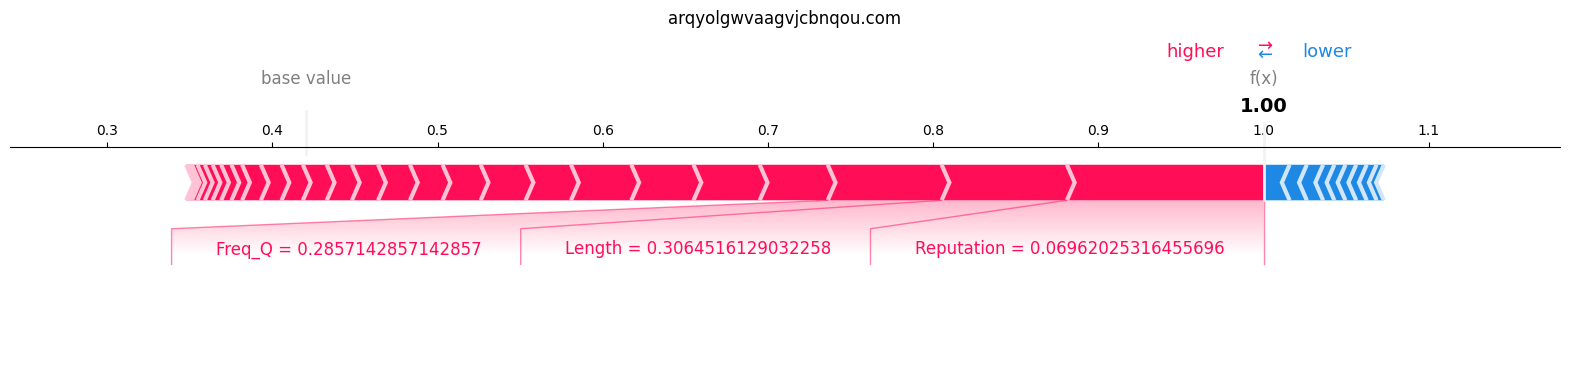 arqyolgwvaagvjcbnqou.com
higher ⇄ lower
base value f(x)
1.00
0.3 0.4 0.5 0.6 0.7 0.8 0.9 1.0 1.1
Freq_Q = 0.2857142857142857 Length = 0.3064516129032258 Reputation = 0.06962025316455696